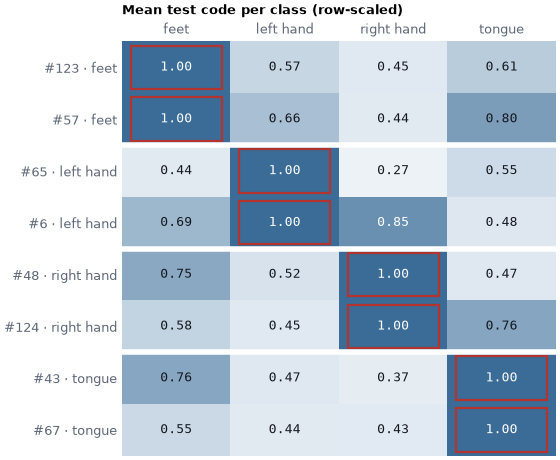 Mean test code per class (row-scaled)
feet left hand right hand tongue
#123 · feet 1.00 0.57 0.45 0.61
#57 · feet 1.00 0.66 0.44 0.80
#65 · left hand 0.44 1.00 0.27 0.55
#6 · left hand 0.69 1.00 0.85 0.48
#48 · right hand 0.75 0.52 1.00 0.47
#124 · right hand 0.58 0.45 1.00 0.76
#43 · tongue 0.76 0.47 0.37 1.00
#67 · tongue 0.55 0.44 0.43 1.00